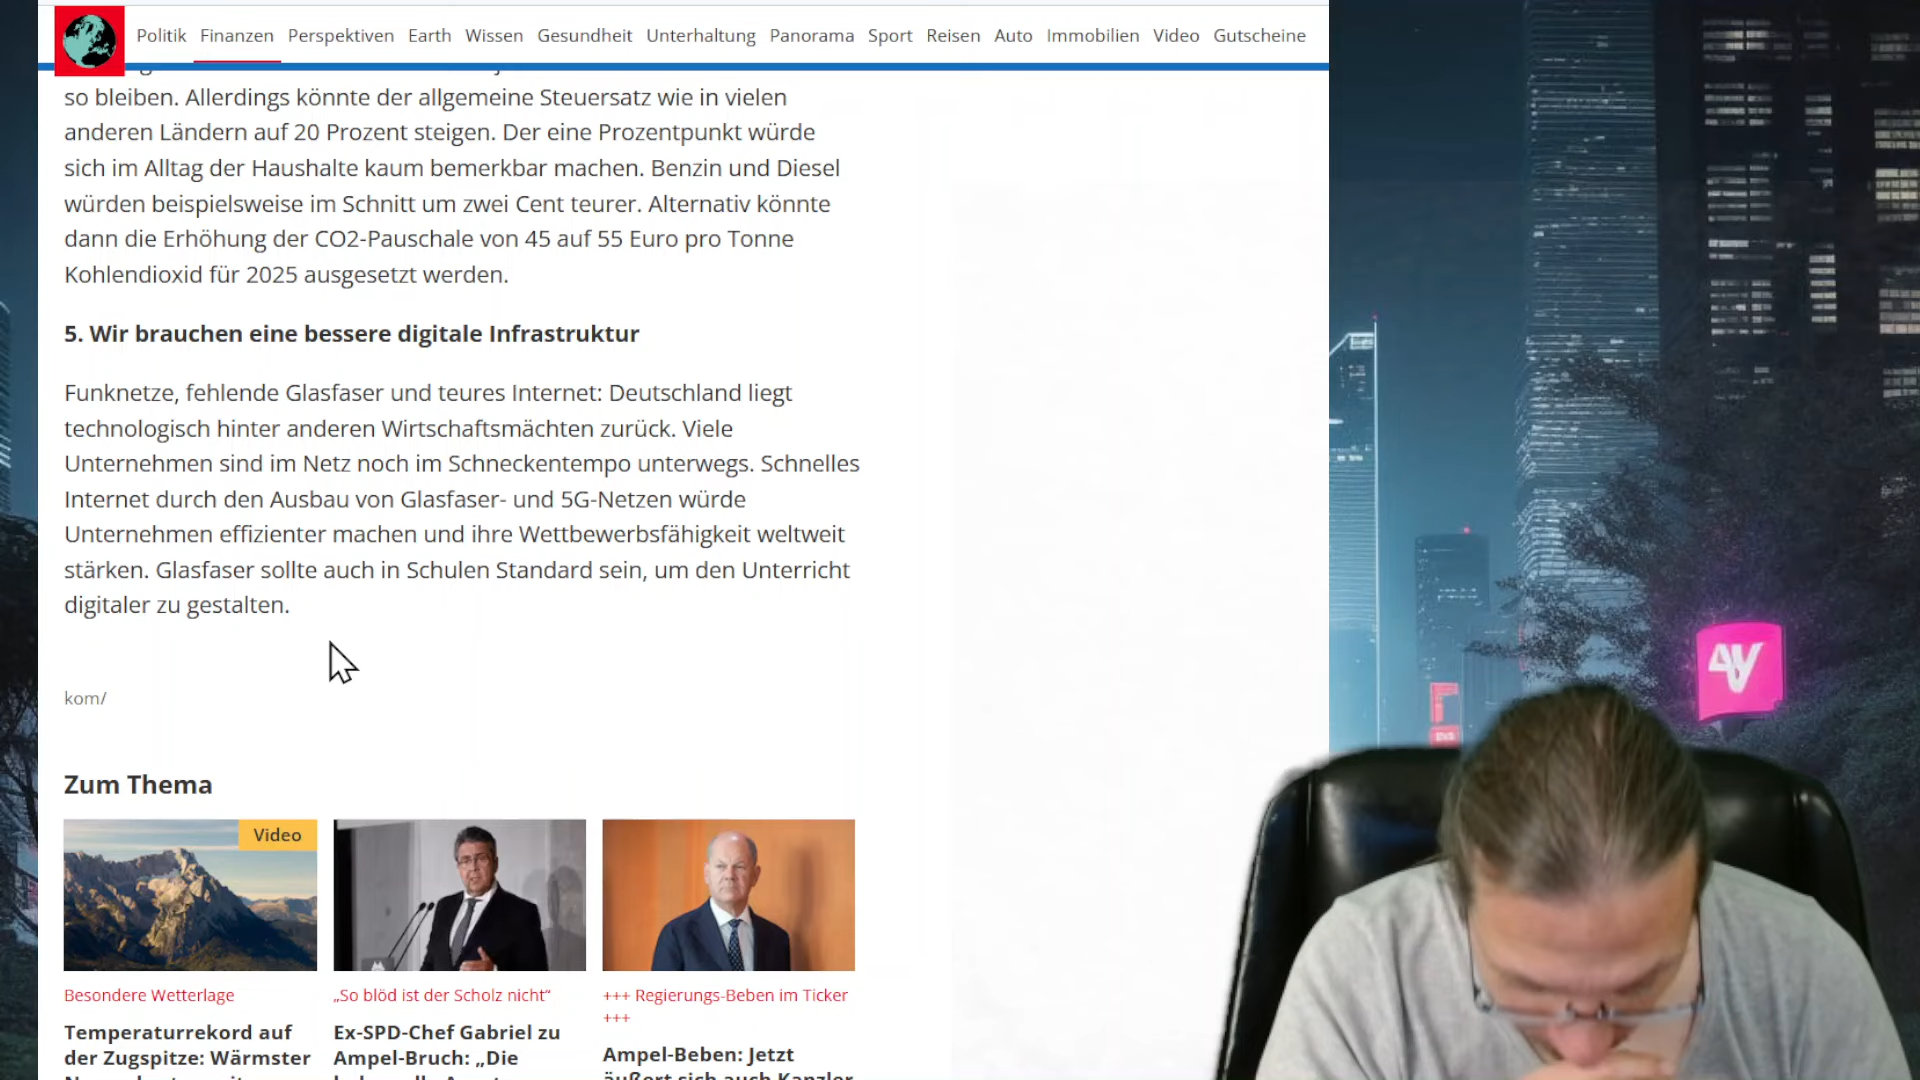 Politik Finanzen Perspektiven Earth Wissen Gesundheit Unterhaltung Panorama Sport Reisen Auto Immobilien Video Gutscheine
so bleiben. Allerdings könnte der allgemeine Steuersatz wie in vielen
anderen Ländern auf 20 Prozent steigen. Der eine Prozentpunkt würde
sich im Alltag der Haushalte kaum bemerkbar machen. Benzin und Diesel
würden beispielsweise im Schnitt um zwei Cent teurer. Alternativ könnte
dann die Erhöhung der CO2-Pauschale von 45 auf 55 Euro pro Tonne
Kohlendioxid für 2025 ausgesetzt werden.
5. Wir brauchen eine bessere digitale Infrastruktur
Funknetze, fehlende Glasfaser und teures Internet: Deutschland liegt
technologisch hinter anderen Wirtschaftsmächten zurück. Viele
Unternehmen sind im Netz noch im Schneckentempo unterwegs. Schnelles
Internet durch den Ausbau von Glasfaser- und 5G-Netzen würde
Unternehmen effizienter machen und ihre Wettbewerbsfähigkeit weltweit
stärken. Glasfaser sollte auch in Schulen Standard sein, um den Unterricht
digitaler zu gestalten.
kom/
Zum Thema
Video
Besondere Wetterlage
Temperaturrekord auf
der Zugspitze: Wärmster
„So blöd ist der Scholz nicht“
Ex-SPD-Chef Gabriel zu
Ampel-Bruch: „Die
+++ Regierungs-Beben im Ticker
+++
Ampel-Beben: Jetzt
äußert sich auch Kanzler